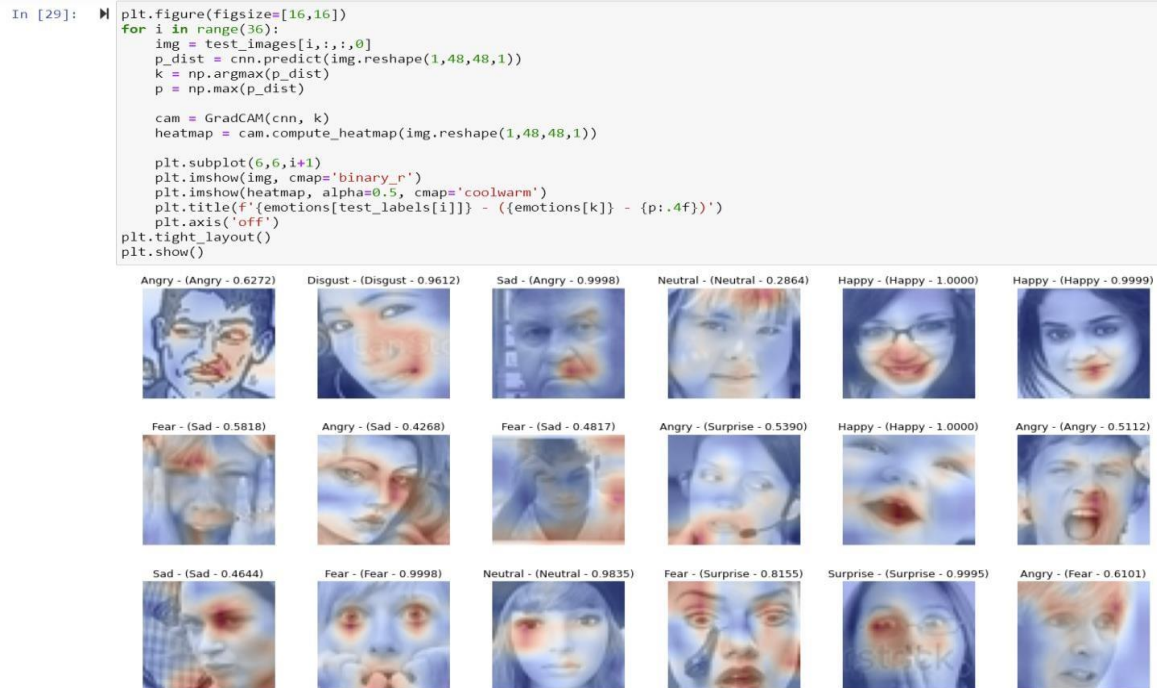 In [29]:
plt.figure(figsize=[16,16])
for i in range(36):
    img = test_images[i,:,:,0]
    p_dist = cnn.predict(img.reshape(1,48,48,1))
    k = np.argmax(p_dist)
    p = np.max(p_dist)
    cam = GradCAM(cnn, k)
    heatmap = cam.compute_heatmap(img.reshape(1,48,48,1))
    plt.subplot(6,6,i+1)
    plt.imshow(img, cmap='binary_r')
    plt.imshow(heatmap, alpha=0.5, cmap='coolwarm')
    plt.title(f'{emotions[test_labels[i]]} - ({emotions[k]} - {p:.4f})')
    plt.axis('off')
plt.tight_layout()
plt.show()
Angry - (Angry - 0.6272) Disgust - (Disgust - 0.9612) Sad - (Angry - 0.9998) Neutral - (Neutral - 0.2864) Happy - (Happy - 1.0000) Happy - (Happy - 0.9999)
Fear - (Sad - 0.5818) Angry - (Sad - 0.4268) Fear - (Sad - 0.4817) Angry - (Surprise - 0.5390) Happy - (Happy - 1.0000) Angry - (Angry - 0.5112)
Sad - (Sad - 0.4644) Fear - (Fear - 0.9998) Neutral - (Neutral - 0.9835) Fear - (Surprise - 0.8155) Surprise - (Surprise - 0.9995) Angry - (Fear - 0.6101)